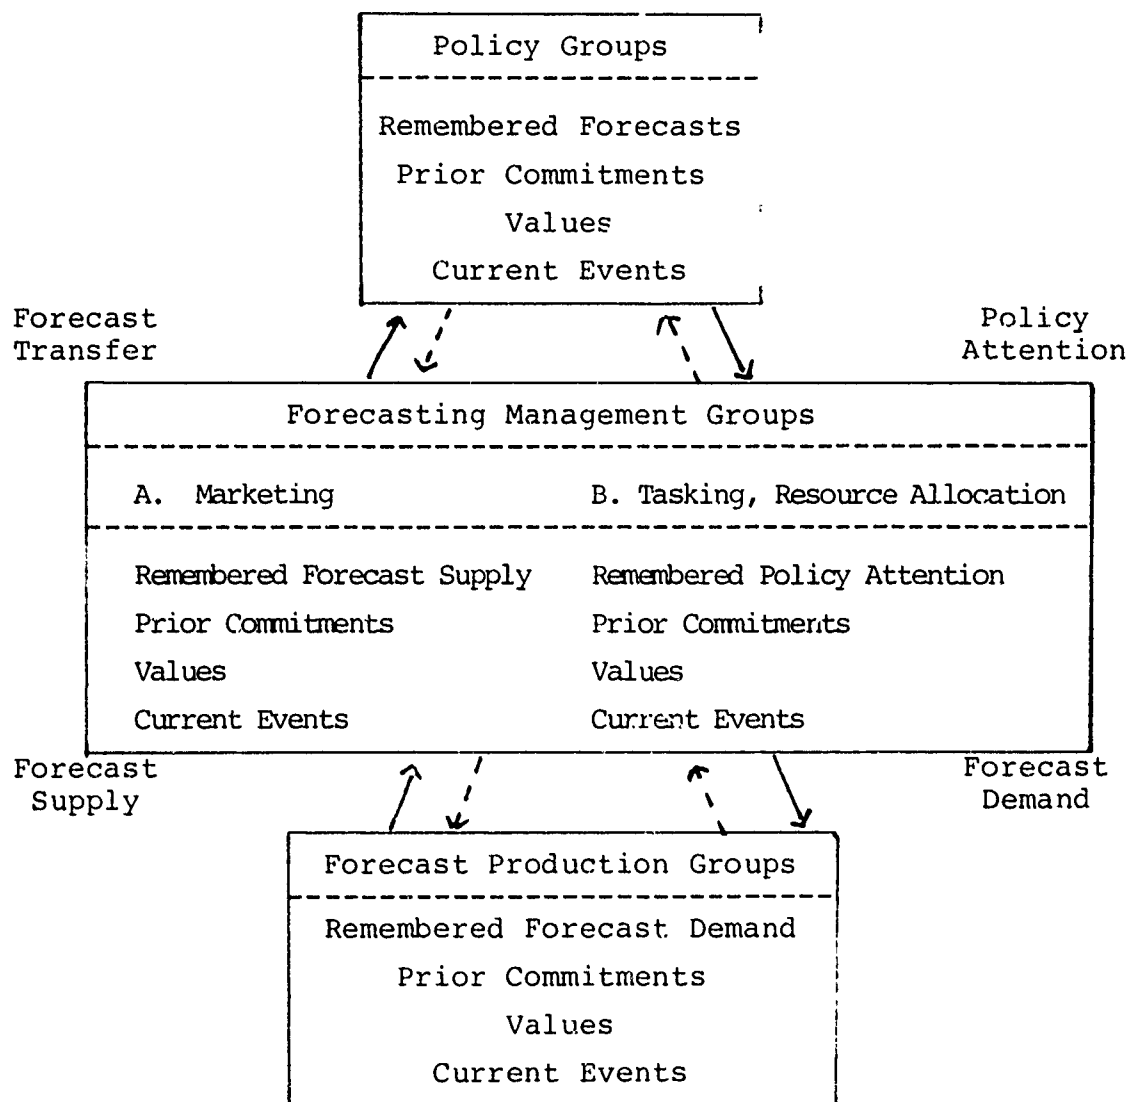 Policy Groups
Remembered Forecasts
Prior Commitments
Values
Current Events
Forecast
Transfer
Policy
Attention
Forecasting Management Groups
A. Marketing
B. Tasking, Resource Allocation
Remembered Forecast Supply
Remembered Policy Attention
Prior Commitments
Prior Commitments
Values
Values
Current Events
Current Events
Forecast
Supply
Forecast
Demand
Forecast Production Groups
Remembered Forecast Demand
Prior Commitments
Values
Current Events